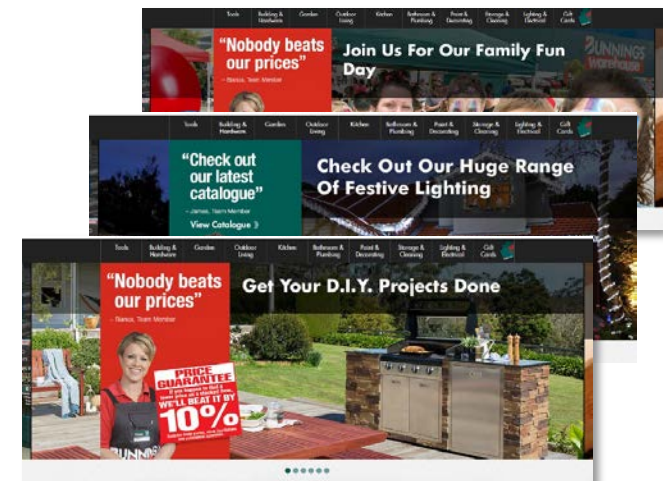 Tools Building & Hardware Garden Outdoor Living Kitchen Bathroom & Plumbing Paint & Decorating Storage & Cleaning Lighting & Electrical Gift Cards
“Nobody beats
our prices”
– Bianca, Team Member
Join Us For Our Family Fun
Day
BUNNINGS
warehouse
Tools Building & Hardware Garden Outdoor Living Kitchen Bathroom & Plumbing Paint & Decorating Storage & Cleaning Lighting & Electrical Gift Cards
“Check out
our latest
catalogue”
– James, Team Member
View Catalogue »
Check Out Our Huge Range
Of Festive Lighting
Tools Building & Hardware Garden Outdoor Living Kitchen Bathroom & Plumbing Paint & Decorating Storage & Cleaning Lighting & Electrical Gift Cards
“Nobody beats
our prices”
– Bianca, Team Member
Get Your D.I.Y. Projects Done
PRICE
GUARANTEE
WE'LL BEAT IT BY
10%
BUNN